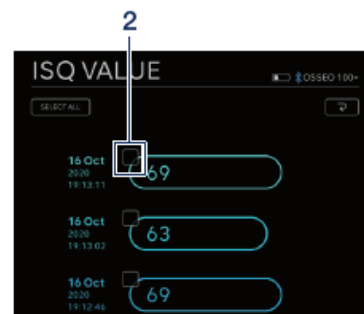 2
ISQ VALUE
OSSEO 100+
SELECT ALL
16 Oct
2020
19:13:11
69
16 Oct
2020
19:13:02
63
16 Oct
2020
19:12:46
69